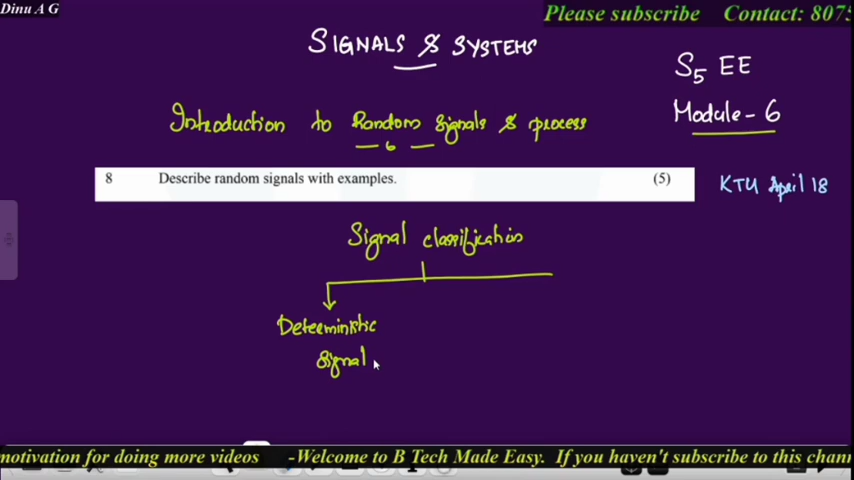 Dinu A G
Please subscribe Contact: 8075
SIGNALS & SYSTEMS
S5 EE
Module - 6
Introduction to Random Signals & process
8 Describe random signals with examples. (5)
KTU April 18
Signal classification
Deterministic
Signal
motivation for doing more videos -Welcome to B Tech Made Easy. If you haven't subscribe to this chann